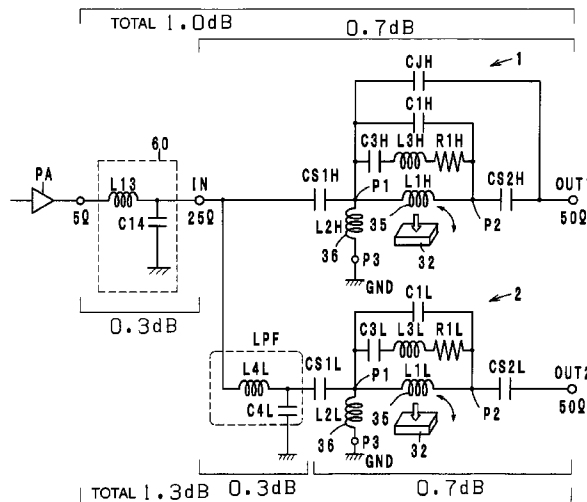 TOTAL 1.0dB
0.7dB
CJH
1
C1H
60
C3H L3H R1H
PA
L13
IN
CS1H
P1
L1H
CS2H
OUT1
5Ω
C14
25Ω
L2H
35
P2
50Ω
36
P3
32
GND
0.3dB
C1L
2
LPF
C3L L3L R1L
CS1L
P1
L1L
CS2L
OUT2
L4L
C4L
L2L
35
P2
50Ω
36
P3
32
GND
TOTAL 1.3dB
0.3dB
0.7dB